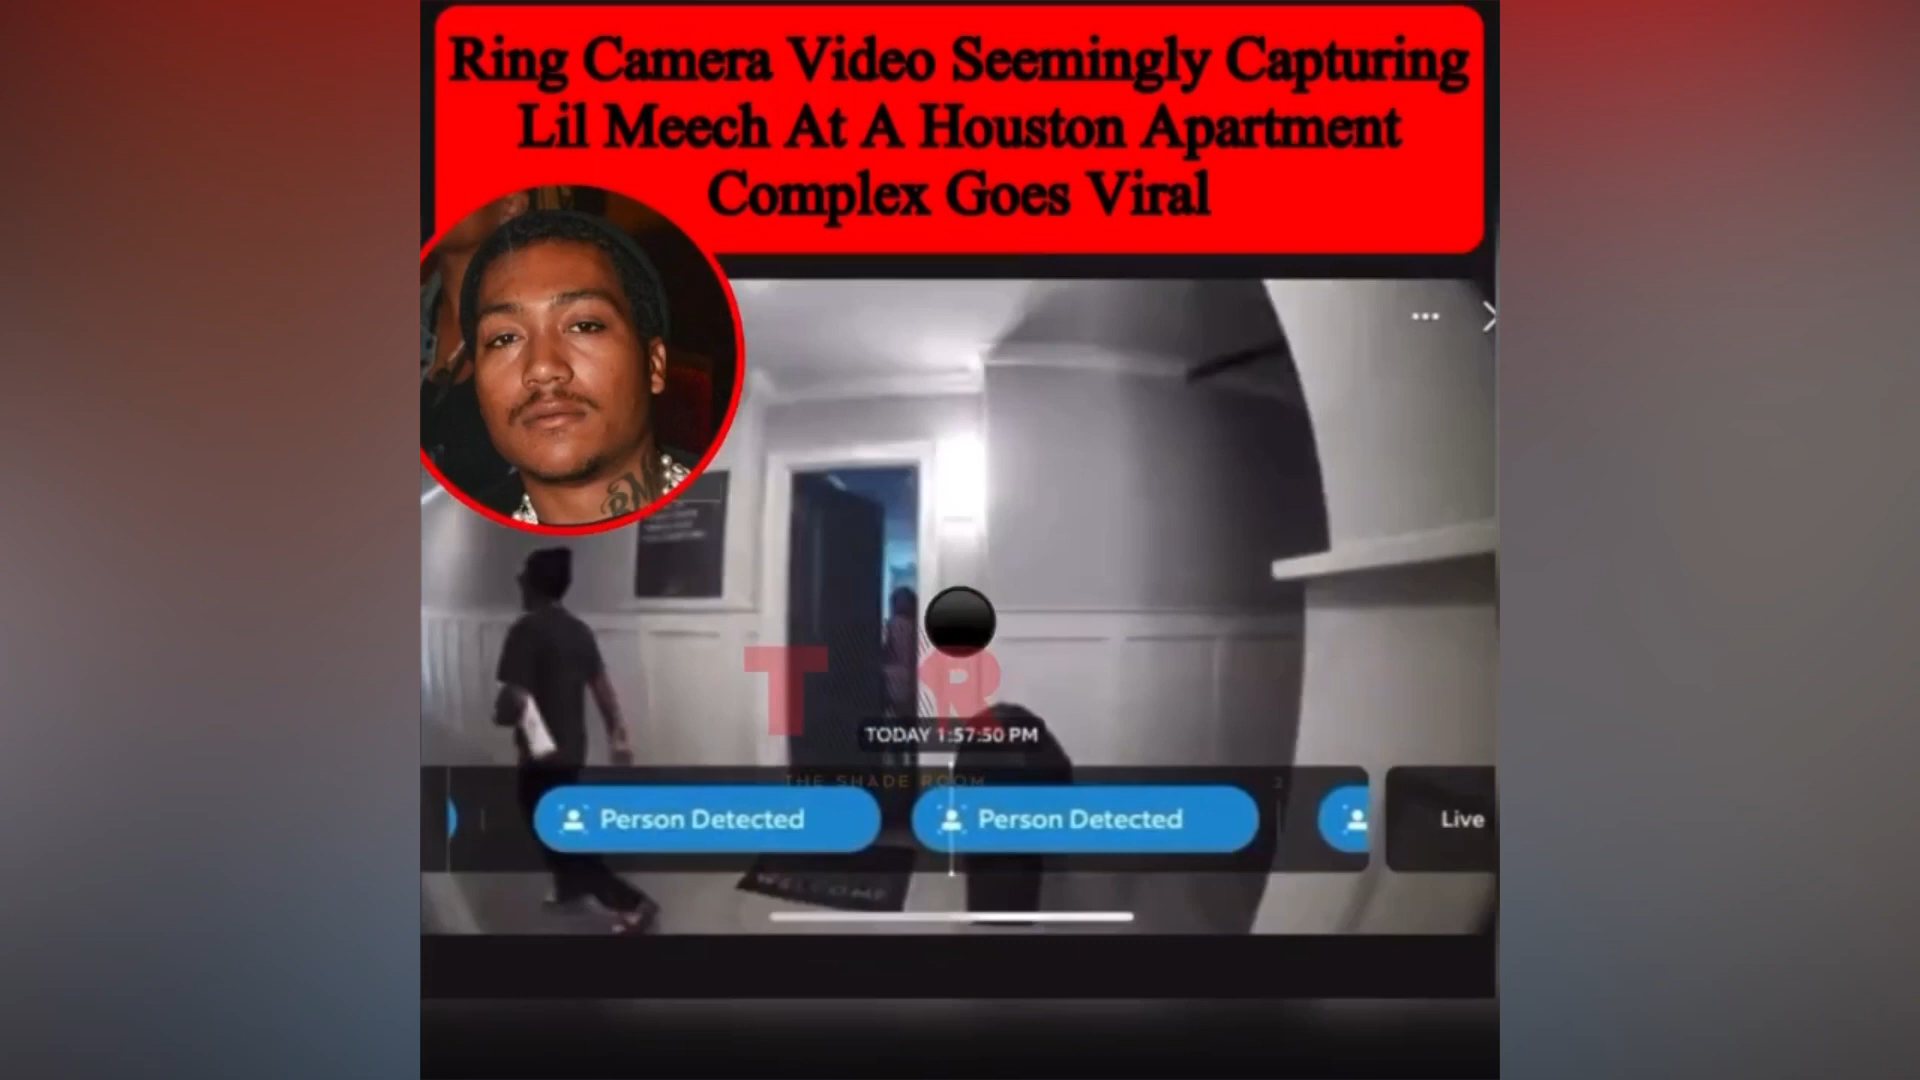 Ring Camera Video Seemingly Capturing
Lil Meech At A Houston Apartment
Complex Goes Viral
T R
TODAY 1:57:50 PM
THE SHADE ROOM
Person Detected
Person Detected
Live
WELCOME